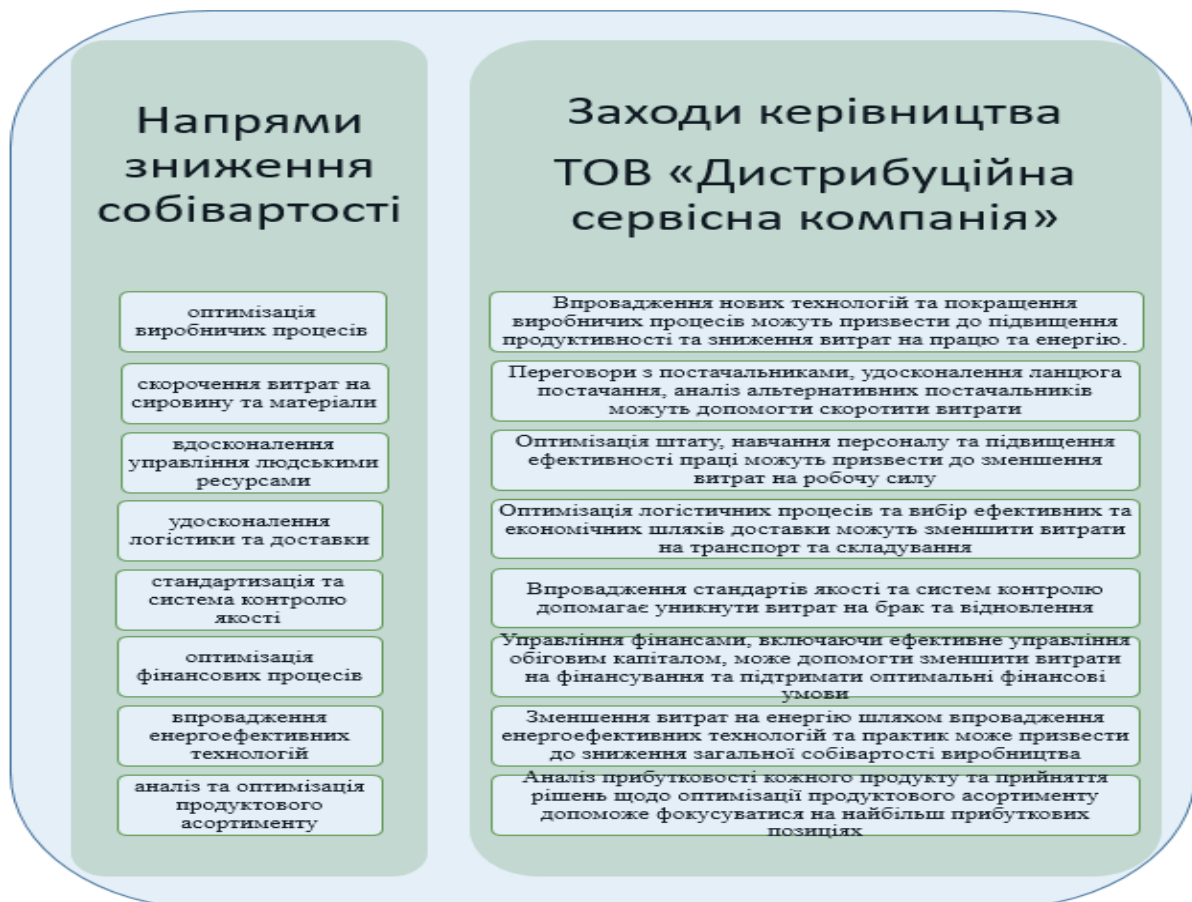 Напрями
зниження
собівартості
Заходи керівництва
ТОВ «Дистрибуційна
сервісна компанія»
оптимізація
виробничих процесів
Впровадження нових технологій та покращення
виробничих процесів можуть призвести до підвищення
продуктивності та зниження витрат на працю та енергію.
скорочення витрат на
сировину та матеріали
Переговори з постачальниками, удосконалення ланцюга
постачання, аналіз альтернативних постачальників
можуть допомогти скоротити витрати
вдосконалення
управління людськими
ресурсами
Оптимізація штату, навчання персоналу та підвищення
ефективності праці можуть призвести до зменшення
витрат на робочу силу
удосконалення
логістики та доставки
Оптимізація логістичних процесів та вибір ефективних та
економічних шляхів доставки можуть зменшити витрати
на транспорт та складування
стандартизація та
система контролю
якості
Впровадження стандартів якості та систем контролю
допомагає уникнути витрат на брак та відновлення
оптимізація
фінансових процесів
Управління фінансами, включаючи ефективне управління
обіговим капіталом, може допомогти зменшити витрати
на фінансування та підтримати оптимальні фінансові
умови
впровадження
енергоефективних
технологій
Зменшення витрат на енергію шляхом впровадження
енергоефективних технологій та практик може призвести
до зниження загальної собівартості виробництва
аналіз та оптимізація
продуктового
асортименту
Аналіз прибутковості кожного продукту та прийняття
рішень щодо оптимізації продуктового асортименту
допоможе фокусуватися на найбільш прибуткових
позиціях